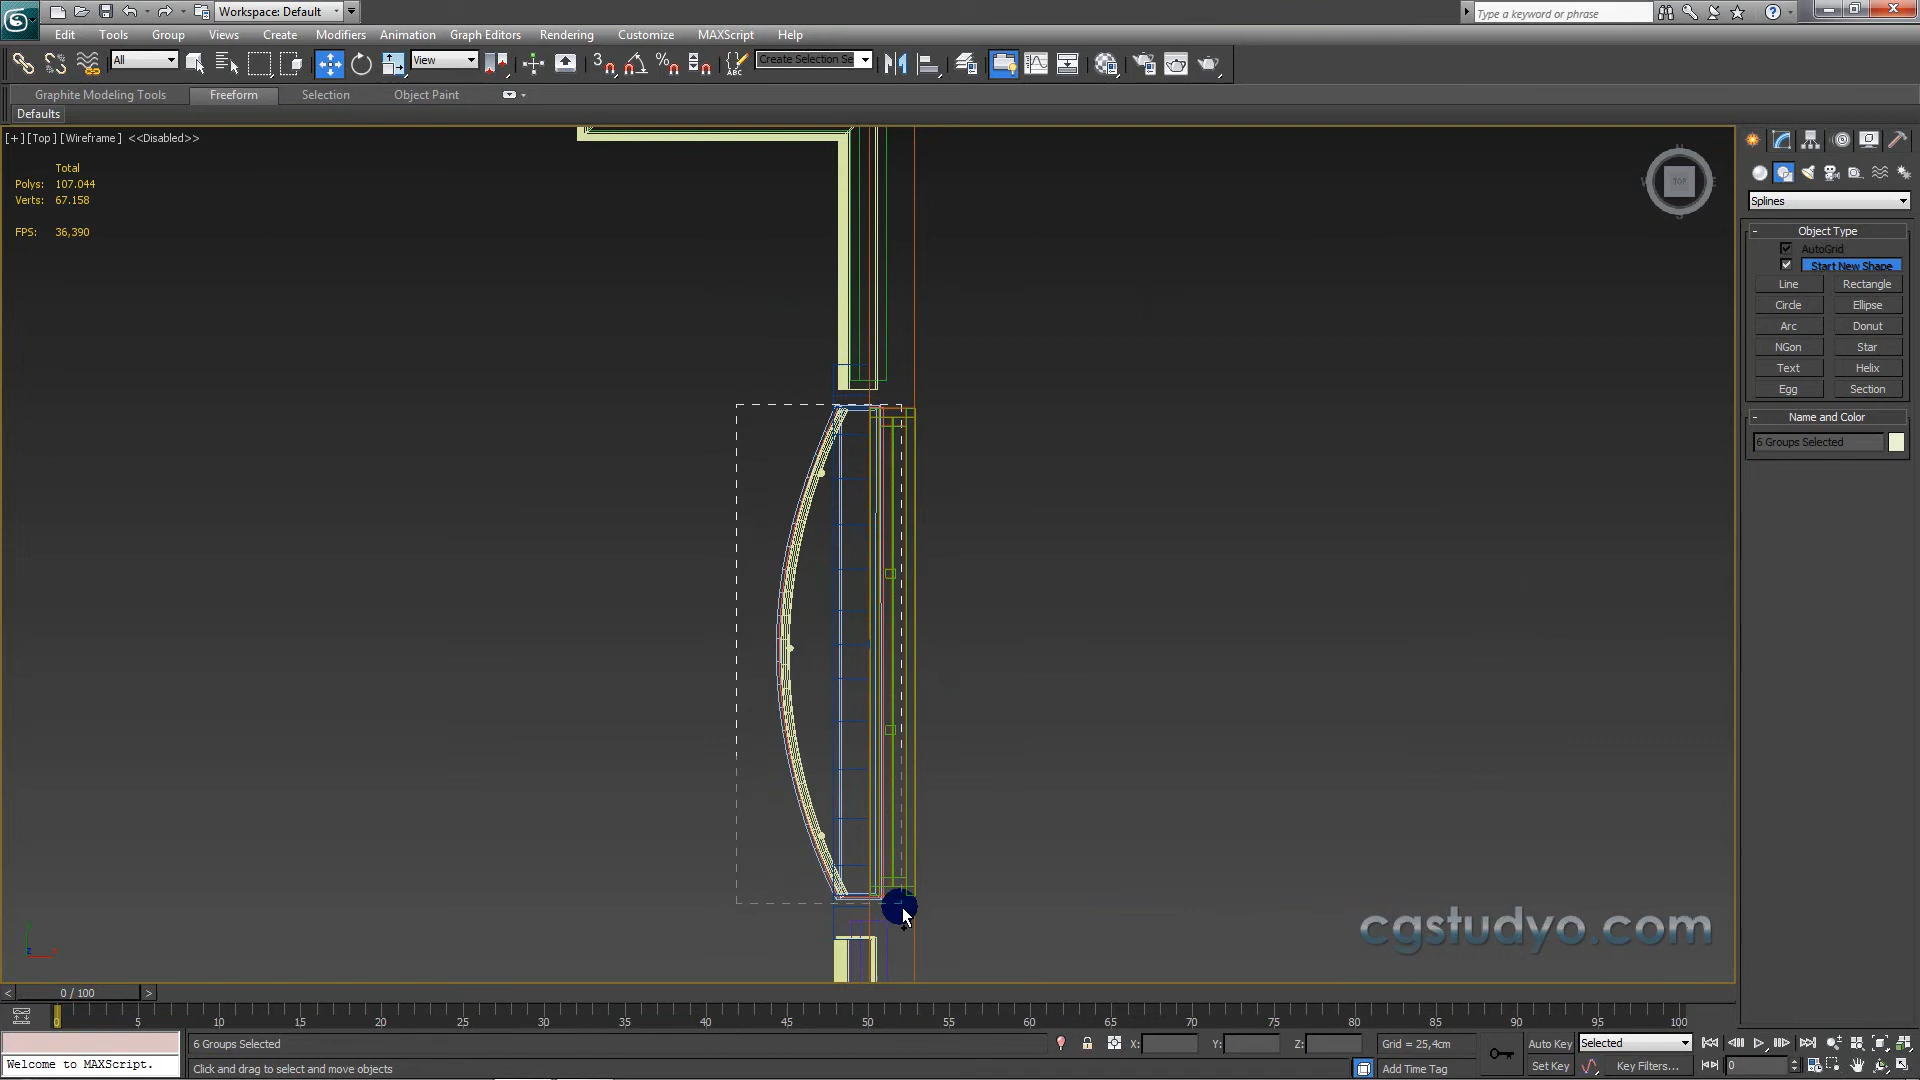 Workspace: Default
Type a keyword or phrase
Edit Tools Group Views Create Modifiers Animation Graph Editors Rendering Customize MAXScript Help
All View Create Selection Se
Graphite Modeling Tools Freeform Selection Object Paint
Defaults
[+] [Top] [Wireframe ] <<Disabled>>
Total
Polys: 107.044
Verts: 67.158
FPS: 36,390
TOP
Splines
- Object Type
AutoGrid
Start New Shape
Line Rectangle
Circle Ellipse
Arc Donut
NGon Star
Text Helix
Egg Section
- Name and Color
6 Groups Selected
cgstudyo.com
< 0 / 100 >
0 5 10 15 20 25 30 35 40 45 50 55 60 65 70 75 80 85 90 95 100
6 Groups Selected X: Y: Z: Grid = 25,4cm Auto Key Selected
Welcome to MAXScript. Click and drag to select and move objects Add Time Tag Set Key Key Filters... 0